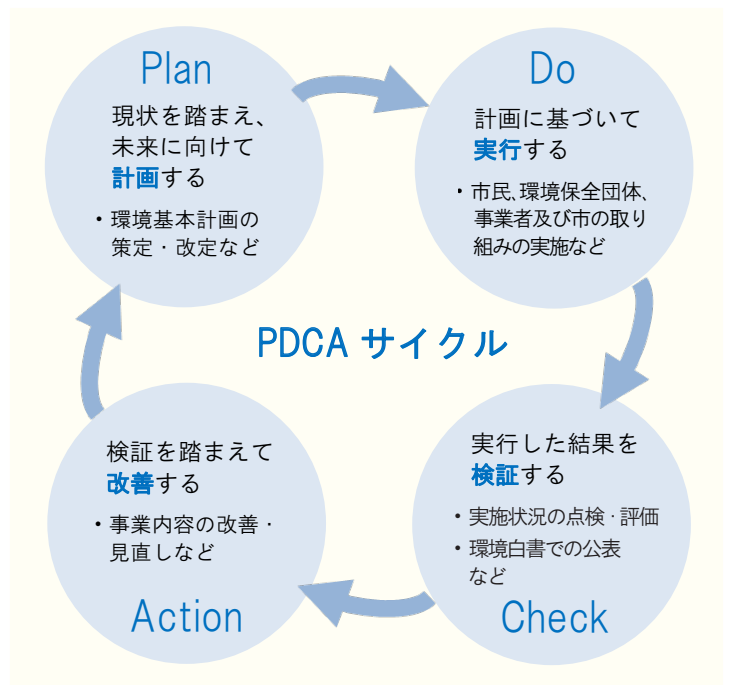 Plan
現状を踏まえ、
未来に向けて
計画する
・環境基本計画の
策定・改定など
Do
計画に基づいて
実行する
・市民、環境保全団体、
事業者及び市の取り
組みの実施など
PDCA サイクル
検証を踏まえて
改善する
・事業内容の改善・
見直しなど
Action
実行した結果を
検証する
・実施状況の点検・評価
・環境白書での公表
など
Check